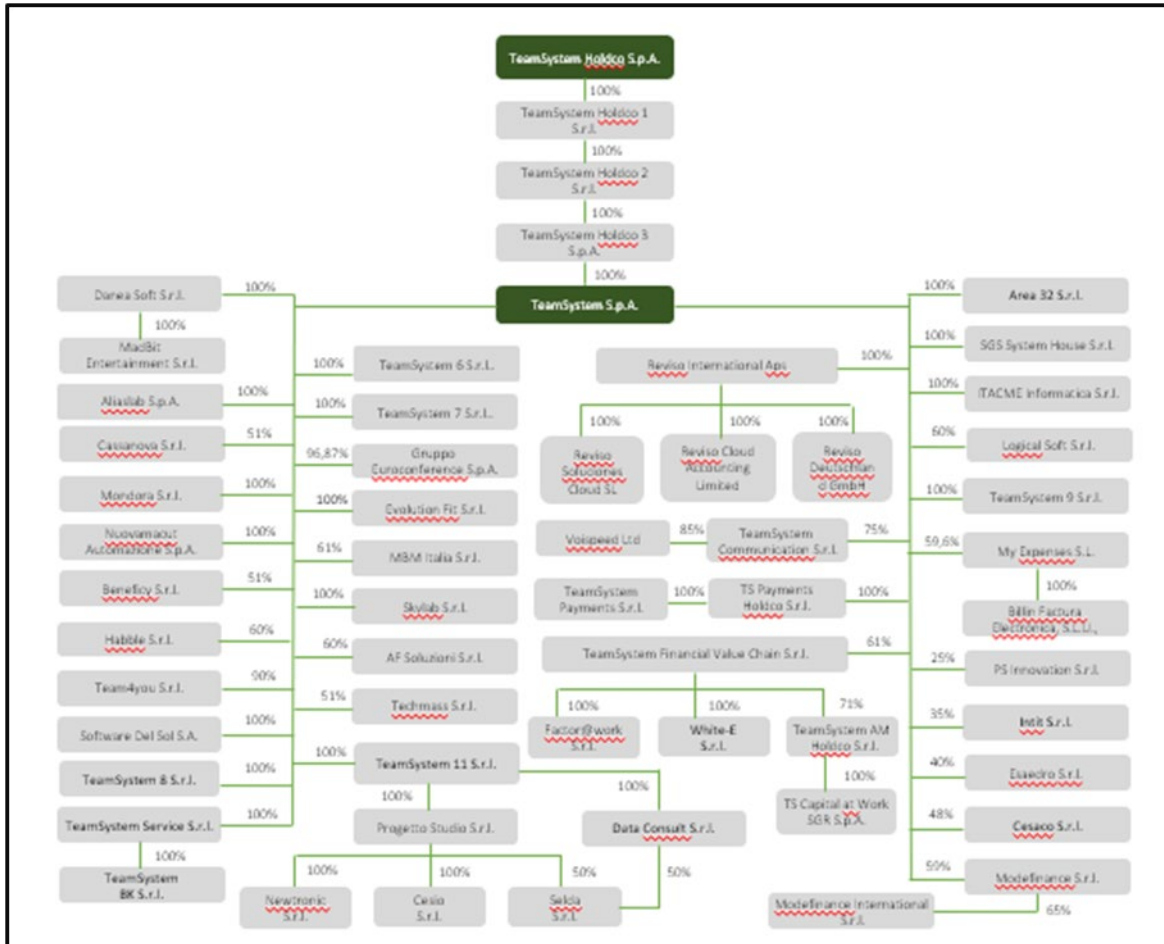 TeamSystem Holdco S.p.A.
100%
TeamSystem Holdco 1
S.r.l.
100%
TeamSystem Holdco 2
S.r.l.
100%
TeamSystem Holdco 3
S.p.A.
100%
TeamSystem S.p.A.
Danea Soft S.r.l.
100%
100%
MadBit
Entertainment S.r.l.
Aliaslab S.p.A.
100%
Cassanova S.r.l.
51%
Mondora S.r.l.
100%
Nuovamacut
Automazione S.p.A.
100%
Beneficy S.r.l.
51%
Habble S.r.l.
60%
Team4you S.r.l.
90%
Software Del Sol S.A.
100%
TeamSystem 8 S.r.l.
100%
TeamSystem Service S.r.l.
100%
100%
TeamSystem
BK S.r.l.
100%
TeamSystem 6 S.r.l.
100%
TeamSystem 7 S.r.l.
96,87%
Gruppo
Euroconference S.p.A.
100%
Evolution Fit S.r.l.
61%
MBM Italia S.r.l.
100%
Skylab S.r.l.
60%
AF Soluzioni S.r.l.
51%
Techmass S.r.l.
100%
TeamSystem 11 S.r.l.
100%
100%
Progetto Studio S.r.l.
Data Consult S.r.l.
100%
100%
50%
50%
Newtronic
S.r.l.
Cesio
S.r.l.
Selda
S.r.l.
Reviso International Aps
100%
100%
100%
100%
Reviso
Soluciones
Cloud SL
Reviso Cloud
Accounting
Limited
Reviso
Deutschlan
d GmbH
Voispeed Ltd
85%
TeamSystem
Communication S.r.l.
75%
TeamSystem
Payments S.r.l.
100%
TS Payments
Holdco S.r.l.
100%
TeamSystem Financial Value Chain S.r.l.
61%
100%
100%
71%
Factor@work
S.r.l.
White-E
S.r.l.
TeamSystem AM
Holdco S.r.l.
100%
TS Capital at Work
SGR S.p.A.
100%
Area 32 S.r.l.
100%
SGS System House S.r.l.
100%
ITACME Informatica S.r.l.
60%
Logical Soft S.r.l.
100%
TeamSystem 9 S.r.l.
59,6%
My Expenses S.L.
100%
Billin Factura
Electronica, S.L.U.,
25%
PS Innovation S.r.l.
35%
Intit S.r.l.
40%
Esaedro S.r.l.
48%
Cesaco S.r.l.
59%
Modefinance S.r.l.
Modefinance International
S.r.l.
65%